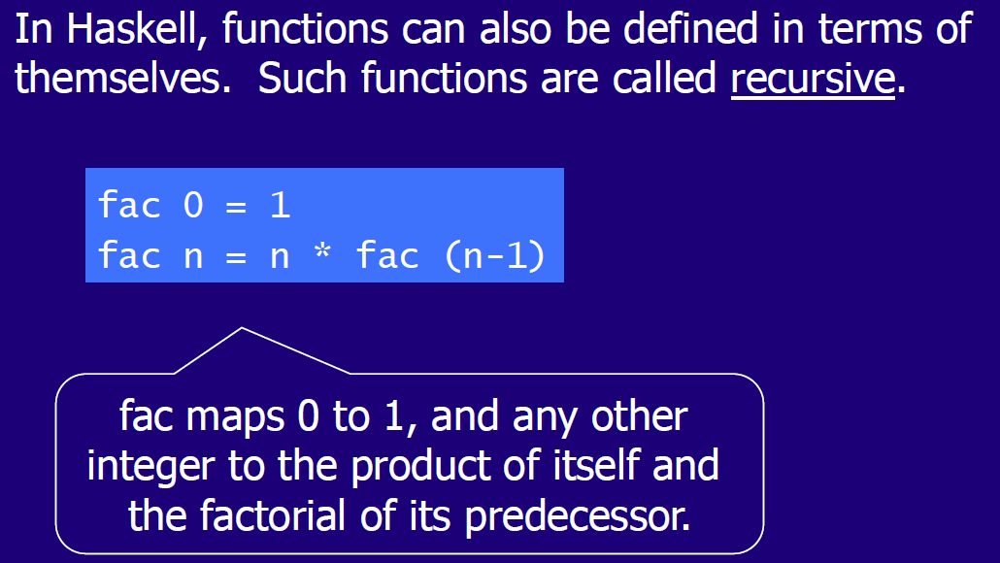 In Haskell, functions can also be defined in terms of
themselves.  Such functions are called recursive.
fac 0 = 1
fac n = n * fac (n-1)
fac maps 0 to 1, and any other
integer to the product of itself and
the factorial of its predecessor.